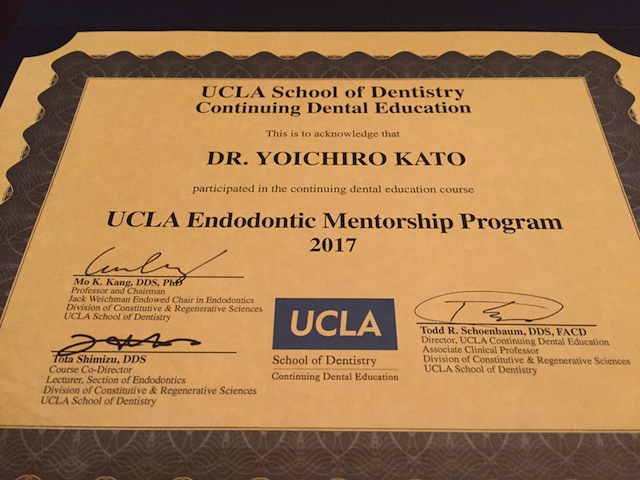 UCLA School of Dentistry
Continuing Dental Education
This is to acknowledge that
DR. YOICHIRO KATO
participated in the continuing dental education course
UCLA Endodontic Mentorship Program
2017
Mo K. Kang, DDS, PhD
Professor and Chairman
Jack Weichman Endowed Chair in Endodontics
Division of Constitutive & Regenerative Sciences
UCLA School of Dentistry
Tota Shimizu, DDS
Course Co-Director
Lecturer, Section of Endodontics
Division of Constitutive & Regenerative Sciences
UCLA School of Dentistry
UCLA
School of Dentistry
Continuing Dental Education
Todd R. Schoenbaum, DDS, FACD
Director, UCLA Continuing Dental Education
Associate Clinical Professor
Division of Constitutive & Regenerative Sciences
UCLA School of Dentistry